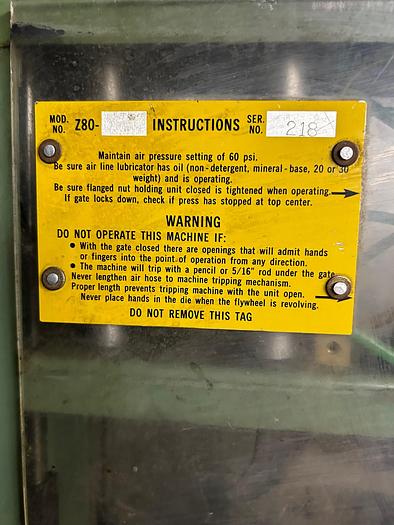 MOD. NO. Z80- INSTRUCTIONS SER. NO. 218
Maintain air pressure setting of 60 psi.
Be sure air line lubricator has oil (non-detergent, mineral-base, 20 or 30
weight) and is operating.
Be sure flanged nut holding unit closed is tightened when operating.
If gate locks down, check if press has stopped at top center.
WARNING
DO NOT OPERATE THIS MACHINE IF:
• With the gate closed there are openings that will admit hands
or fingers into the point of operation from any direction.
• The machine will trip with a pencil or 5/16" rod under the gate.
Never lengthen air hose to machine tripping mechanism.
Proper length prevents tripping machine with the unit open.
Never place hands in the die when the flywheel is revolving.
DO NOT REMOVE THIS TAG